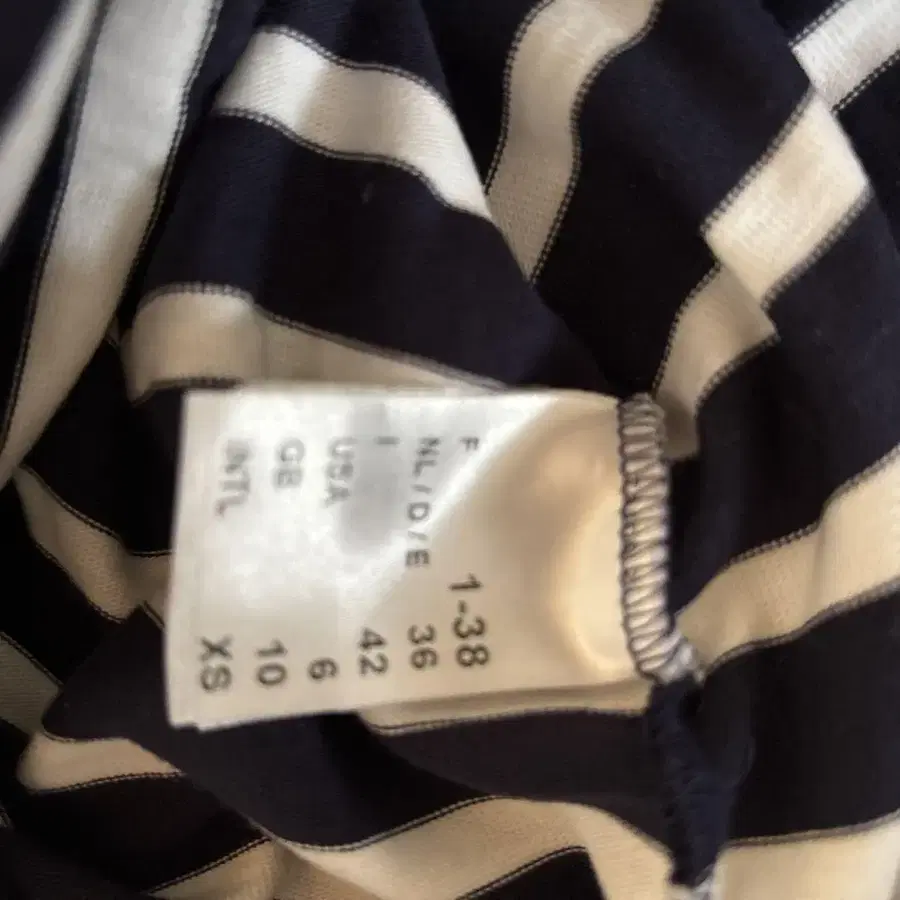 F 1-38
NL/D/E 36
I 42
USA 6
GB 10
INTL XS